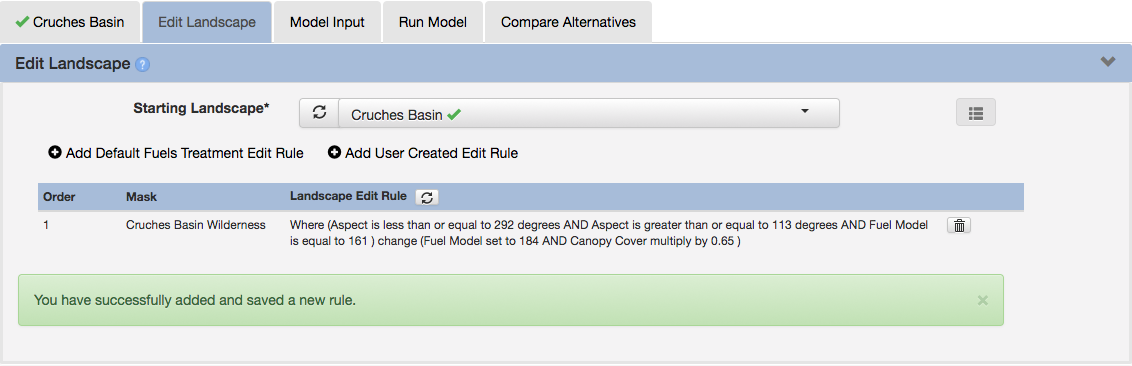 Cruches Basin Edit Landscape Model Input Run Model Compare Alternatives
Edit Landscape ?
Starting Landscape* Cruches Basin
Add Default Fuels Treatment Edit Rule Add User Created Edit Rule
Order Mask Landscape Edit Rule
1 Cruches Basin Wilderness Where (Aspect is less than or equal to 292 degrees AND Aspect is greater than or equal to 113 degrees AND Fuel Model
is equal to 161 ) change (Fuel Model set to 184 AND Canopy Cover multiply by 0.65 )
You have successfully added and saved a new rule. ×